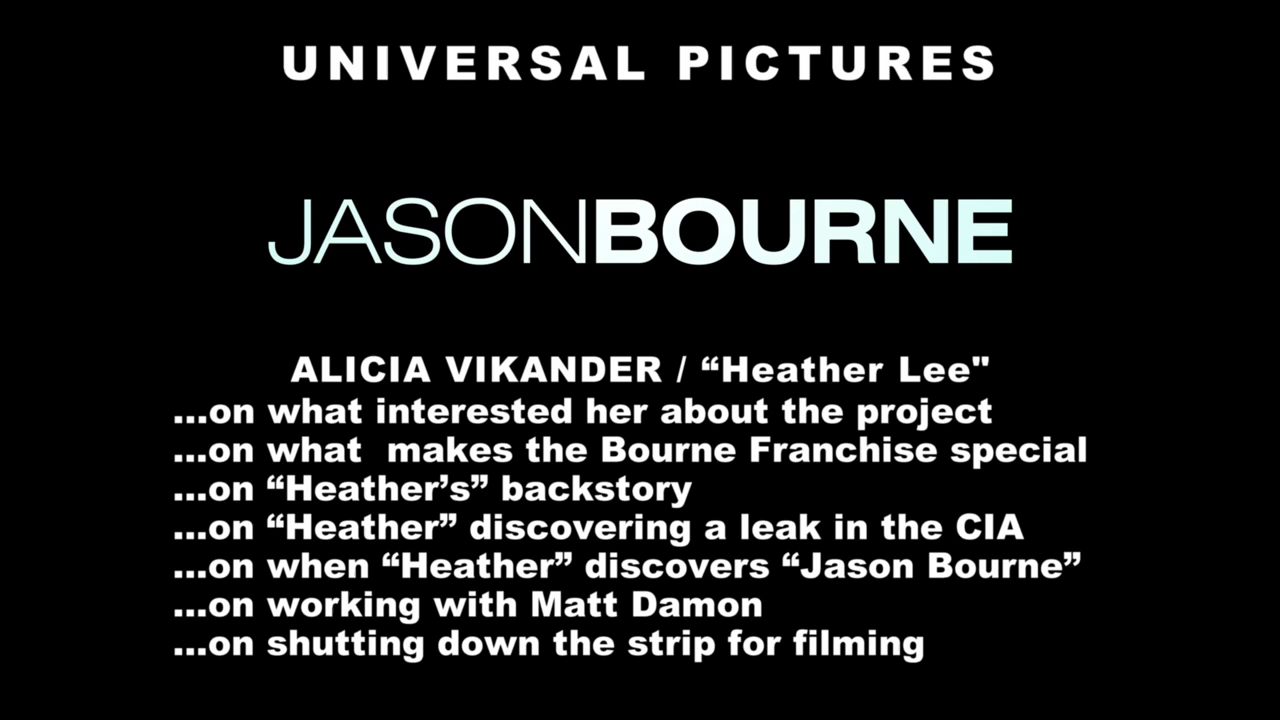 UNIVERSAL PICTURES
JASONBOURNE
ALICIA VIKANDER / “Heather Lee"
...on what interested her about the project
...on what  makes the Bourne Franchise special
...on “Heather’s” backstory
...on “Heather” discovering a leak in the CIA
...on when “Heather” discovers “Jason Bourne”
...on working with Matt Damon
...on shutting down the strip for filming